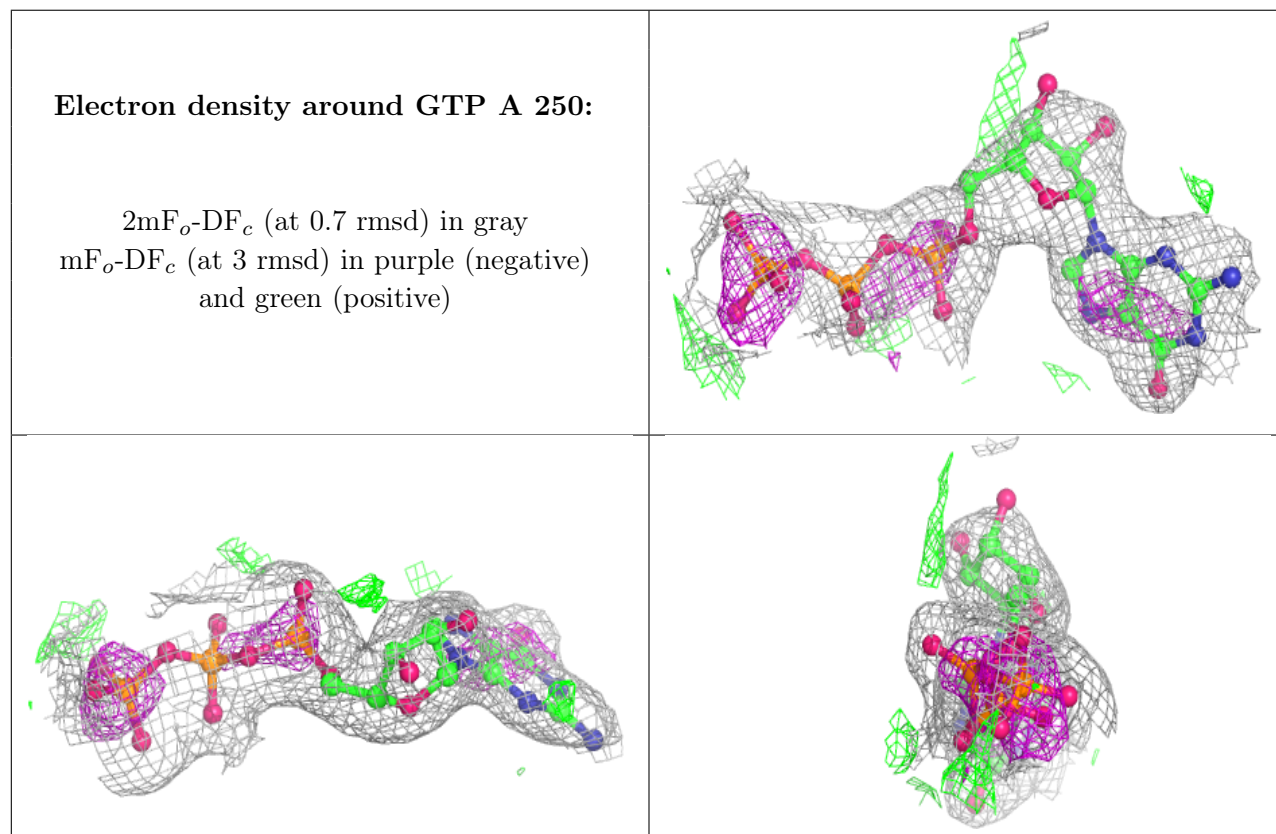 Electron density around GTP A 250:
2mFo-DFc (at 0.7 rmsd) in gray
mFo-DFc (at 3 rmsd) in purple (negative)
and green (positive)